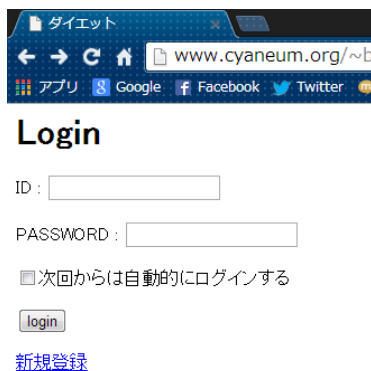 ダイエット
www.cyaneum.org/~b
アプリ Google Facebook Twitter
Login
ID :
PASSWORD :
次回からは自動的にログインする
login
新規登録